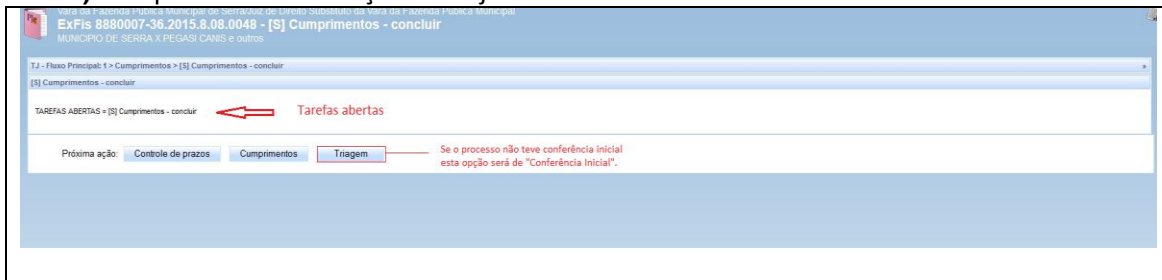 Vara da Fazenda Pública Municipal de Serra/Juiz de Direito Substituto da Vara da Fazenda Pública Municipal
ExFis 8880007-36.2015.8.08.0048 - [S] Cumprimentos - concluir
MUNICIPIO DE SERRA X PEGASI CANIS e outros
TJ - Fluxo Principal: 1 > Cumprimentos > [S] Cumprimentos - concluir
[S] Cumprimentos - concluir
TAREFAS ABERTAS = [S] Cumprimentos - concluir
Tarefas abertas
Próxima ação: Controle de prazos Cumprimentos Triagem
Se o processo não teve conferência inicial
esta opção será de "Conferência Inicial".